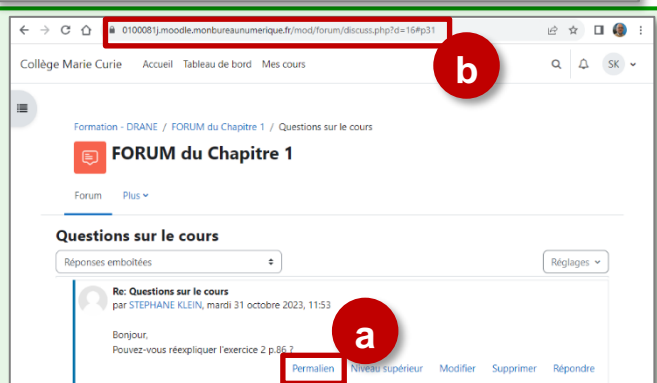 0100081j.moodle.monbureaunumerique.fr/mod/forum/discuss.php?d=16#p31
b
Collège Marie Curie Accueil Tableau de bord Mes cours SK
Formation - DRANE / FORUM du Chapitre 1 / Questions sur le cours
FORUM du Chapitre 1
Forum Plus
Questions sur le cours
Réponses emboîtées Réglages
Re: Questions sur le cours
par STEPHANE KLEIN, mardi 31 octobre 2023, 11:53
Bonjour,
Pouvez-vous réexpliquer l'exercice 2 p.86 ?
a
Permalien Niveau supérieur Modifier Supprimer Répondre